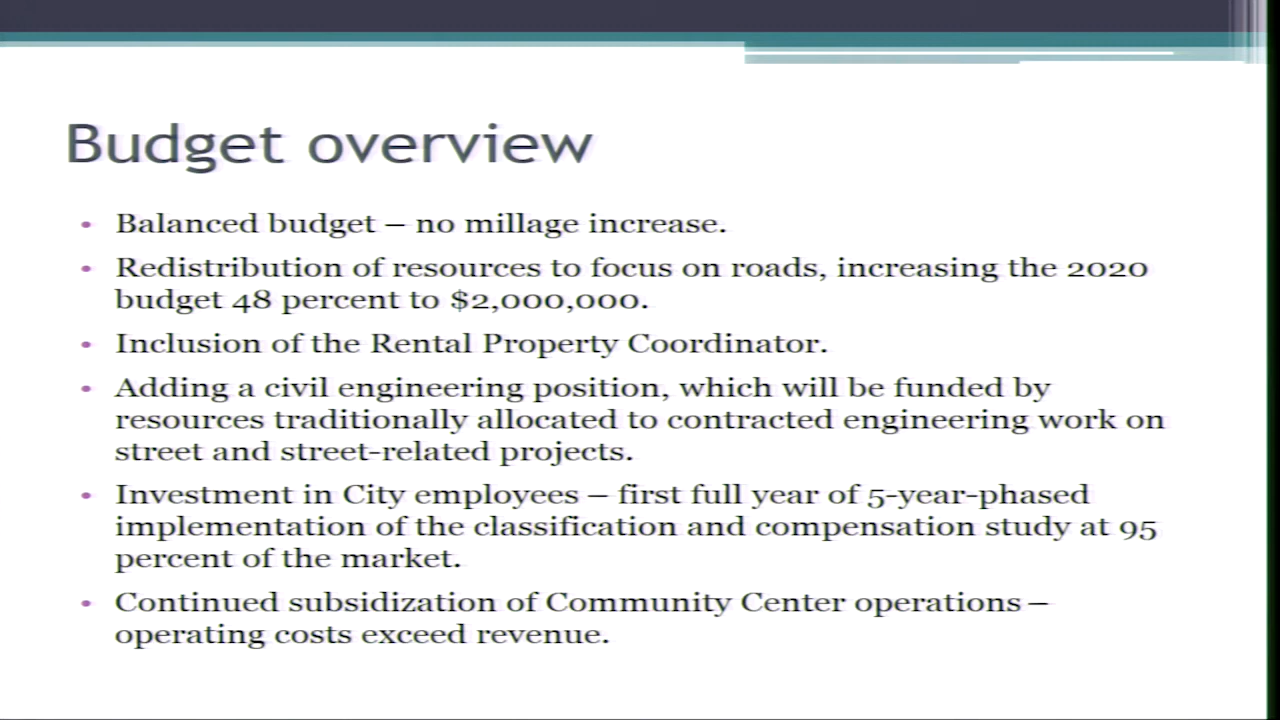 Budget overview
• Balanced budget – no millage increase.
• Redistribution of resources to focus on roads, increasing the 2020
budget 48 percent to $2,000,000.
• Inclusion of the Rental Property Coordinator.
• Adding a civil engineering position, which will be funded by
resources traditionally allocated to contracted engineering work on
street and street-related projects.
• Investment in City employees – first full year of 5-year-phased
implementation of the classification and compensation study at 95
percent of the market.
• Continued subsidization of Community Center operations –
operating costs exceed revenue.